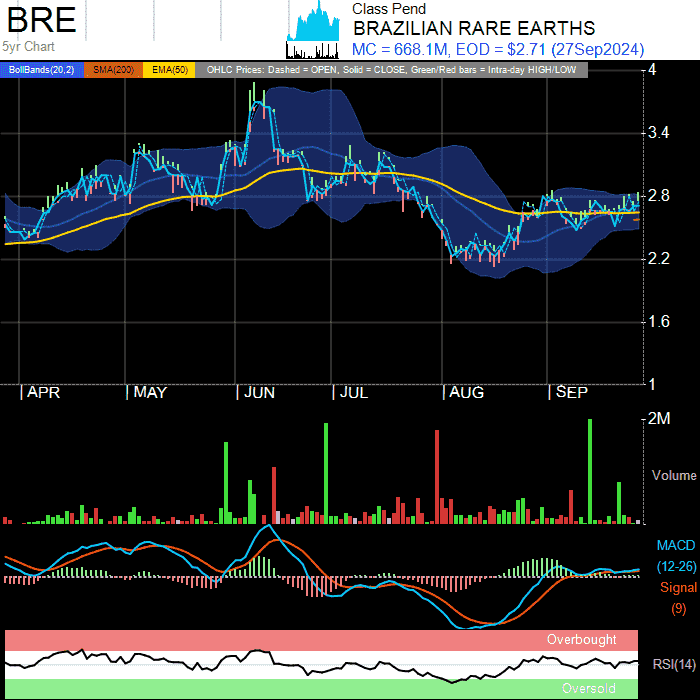 BRE
5yr Chart
Class Pend
BRAZILIAN RARE EARTHS
MC = 668.1M, EOD = $2.71 (27Sep2024)
BollBands(20,2) SMA(200) EMA(50) OHLC Prices: Dashed = OPEN, Solid = CLOSE, Green/Red bars = Intra-day HIGH/LOW
4
3.4
2.8
2.2
1.6
1
APR MAY JUN JUL AUG SEP
2M
Volume
MACD
(12-26)
Signal
(9)
Overbought
RSI(14)
Oversold